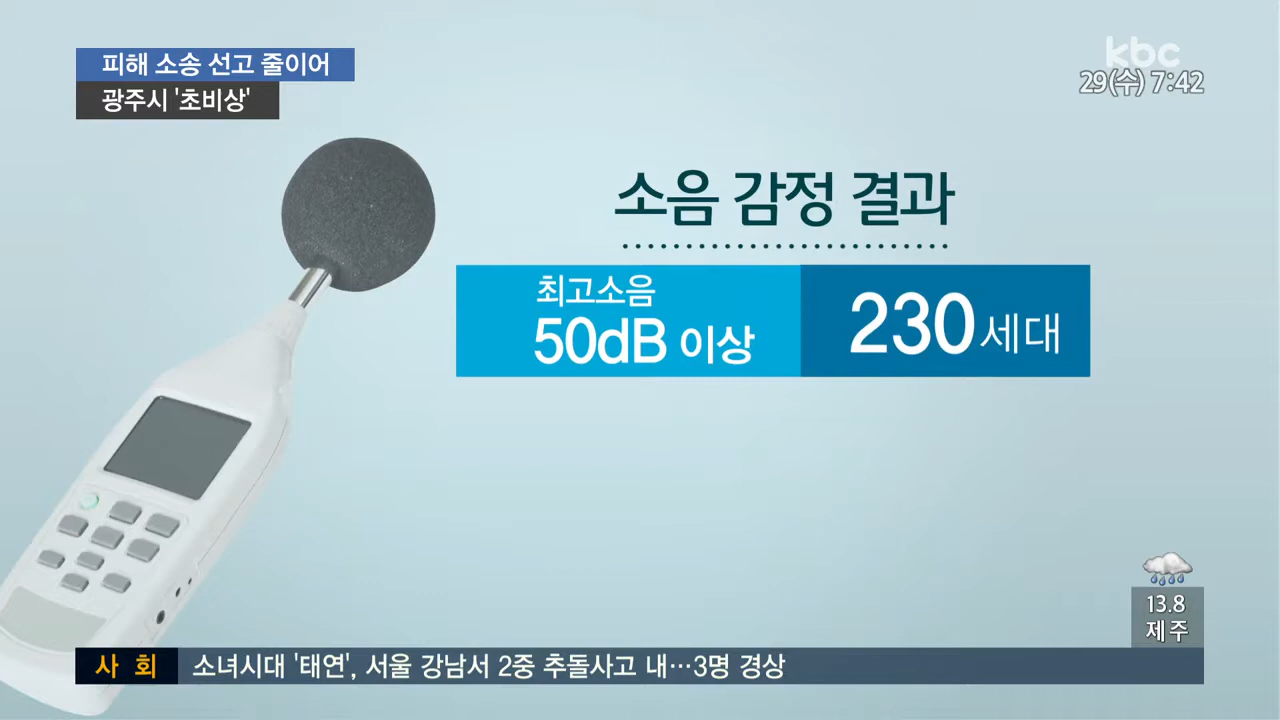 피해 소송 선고 줄이어
광주시 '초비상'
kbc
29(수) 7:42
소음 감정 결과
최고소음
50dB 이상
230세대
13.8
제주
사 회
소녀시대 '태연', 서울 강남서 2중 추돌사고 내…3명 경상